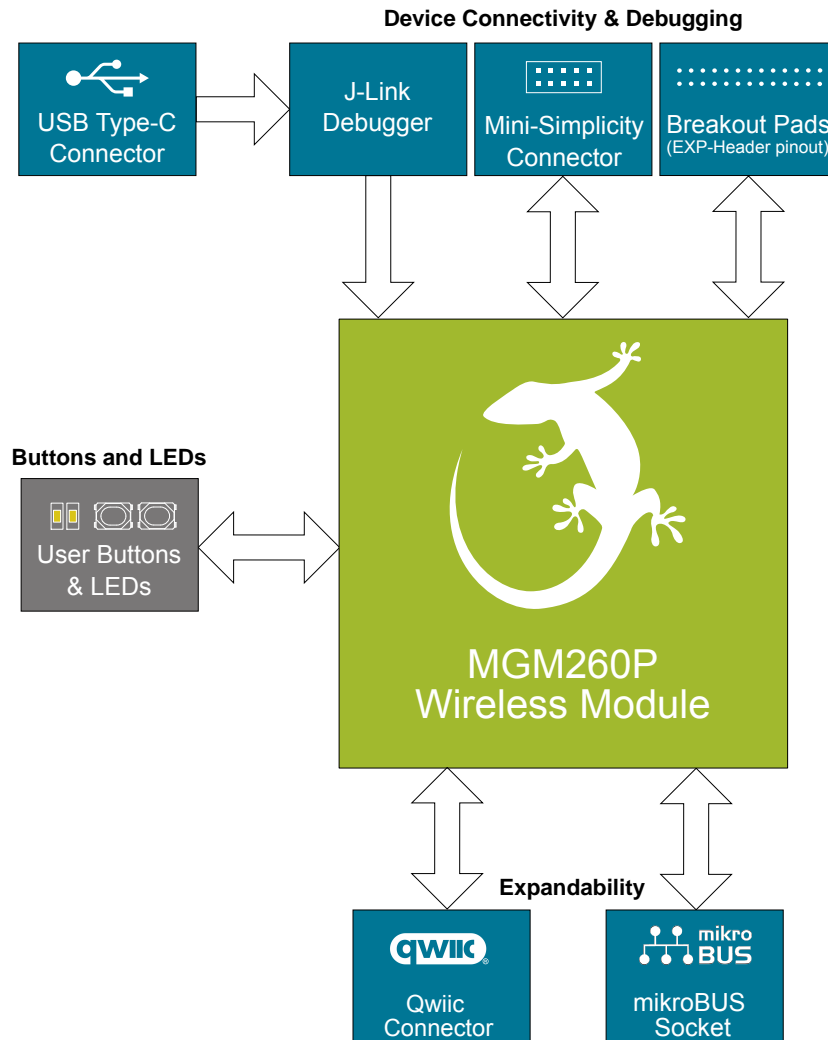 Device Connectivity & Debugging
USB Type-C
Connector
J-Link
Debugger
Mini-Simplicity
Connector
Breakout Pads
(EXP-Header pinout)
Buttons and LEDs
User Buttons
& LEDs
MGM260P
Wireless Module
Expandability
qwiic
Qwiic
Connector
mikro
BUS
mikroBUS
Socket